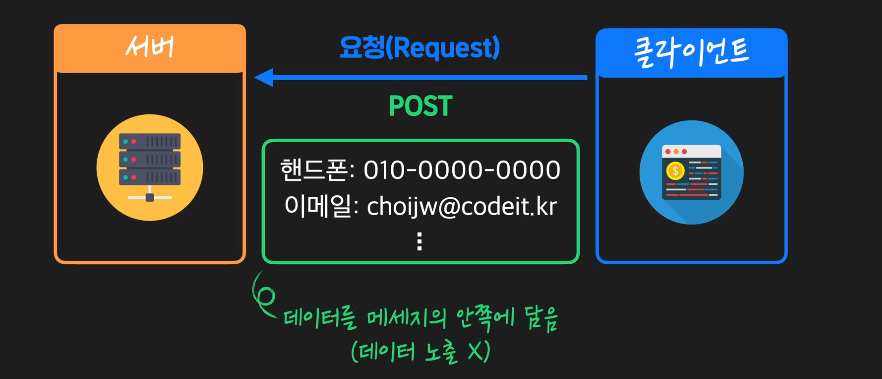 서버
요청(Request)
클라이언트
POST
핸드폰: 010-0000-0000
이메일: choijw@codeit.kr
⋮
데이터를 메세지의 안쪽에 담음
(데이터 노출 X)